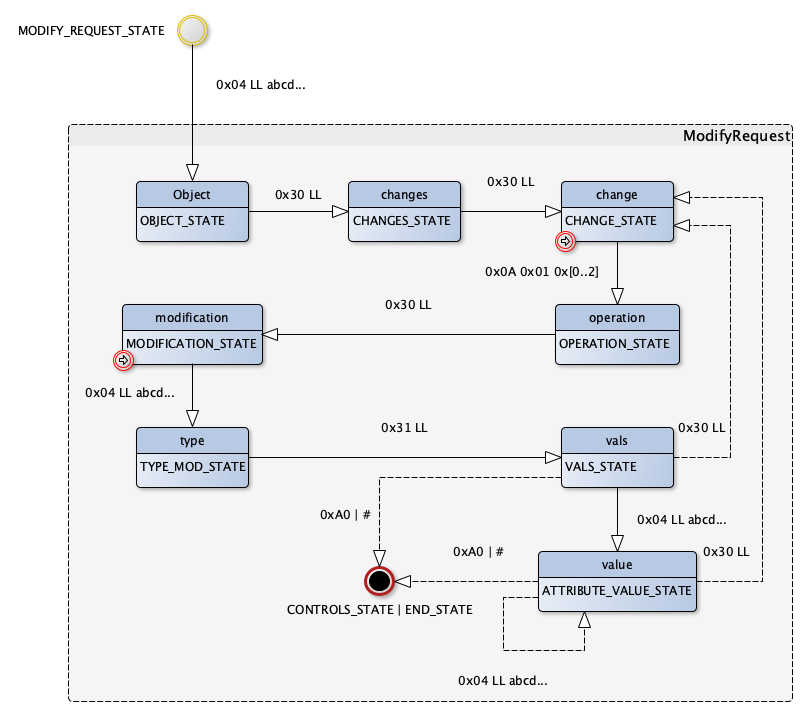 MODIFY_REQUEST_STATE
0x04 LL abcd...
ModifyRequest
Object
OBJECT_STATE
0x30 LL
changes
CHANGES_STATE
0x30 LL
change
CHANGE_STATE
0x0A 0x01 0x[0..2]
modification
MODIFICATION_STATE
0x30 LL
operation
OPERATION_STATE
0x04 LL abcd...
type
TYPE_MOD_STATE
0x31 LL
vals
VALS_STATE
0x30 LL
0xA0 | #
0x04 LL abcd...
0xA0 | #
value
ATTRIBUTE_VALUE_STATE
0x30 LL
CONTROLS_STATE | END_STATE
0x04 LL abcd...